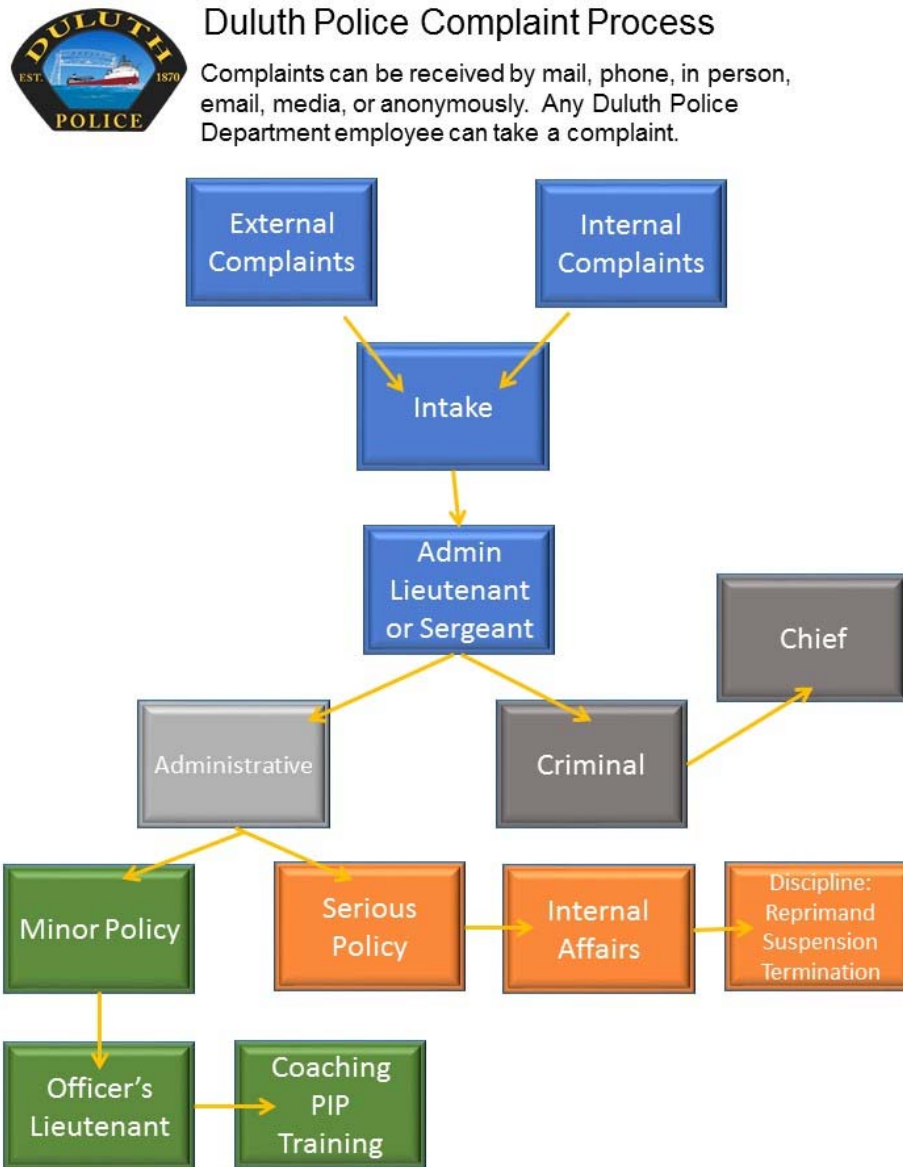 DULUTH
EST. 1870
POLICE
Duluth Police Complaint Process
Complaints can be received by mail, phone, in person,
email, media, or anonymously. Any Duluth Police
Department employee can take a complaint.
External
Complaints
Internal
Complaints
Intake
Admin
Lieutenant
or Sergeant
Chief
Administrative
Criminal
Minor Policy
Serious
Policy
Internal
Affairs
Discipline:
Reprimand
Suspension
Termination
Officer's
Lieutenant
Coaching
PIP
Training